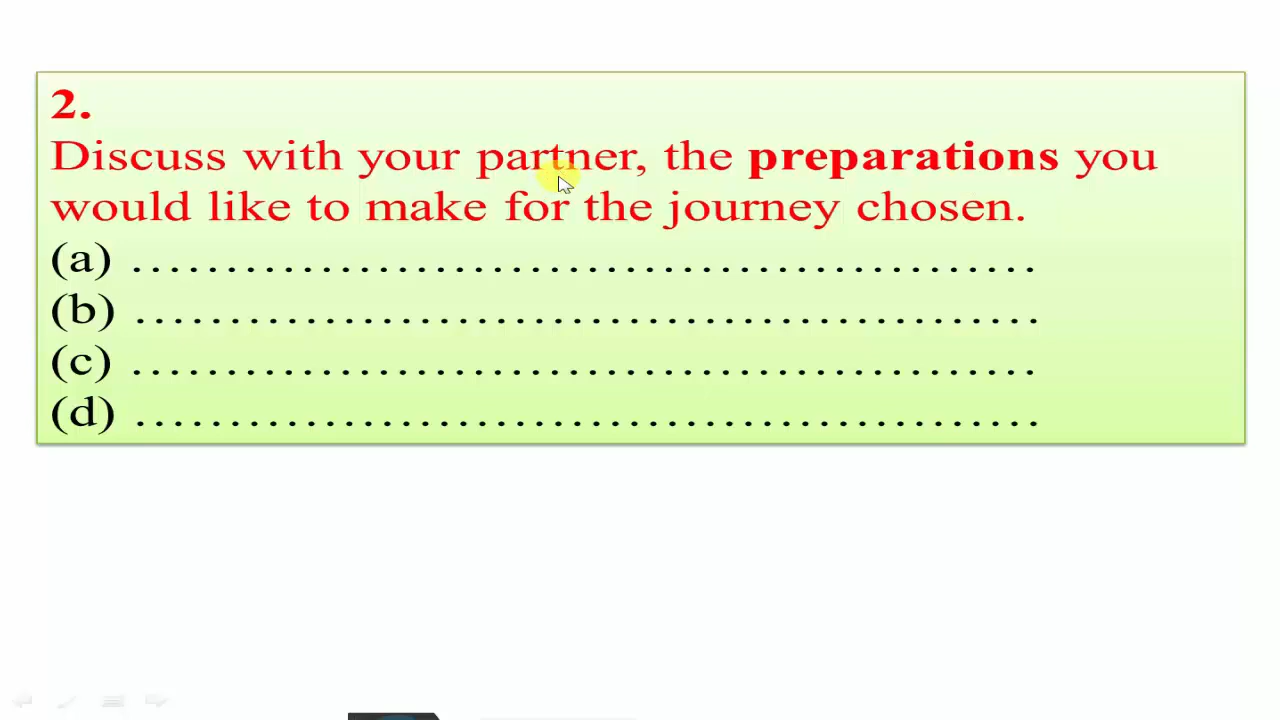 2.
Discuss with your partner, the preparations you
would like to make for the journey chosen.
(a) . . . . . . . . . . . . . . . . . . . . . . . . . . . . . . . . . . . . . . . . . . . . . . . .
(b) . . . . . . . . . . . . . . . . . . . . . . . . . . . . . . . . . . . . . . . . . . . . . . . .
(c) . . . . . . . . . . . . . . . . . . . . . . . . . . . . . . . . . . . . . . . . . . . . . . . .
(d) . . . . . . . . . . . . . . . . . . . . . . . . . . . . . . . . . . . . . . . . . . . . . . . .